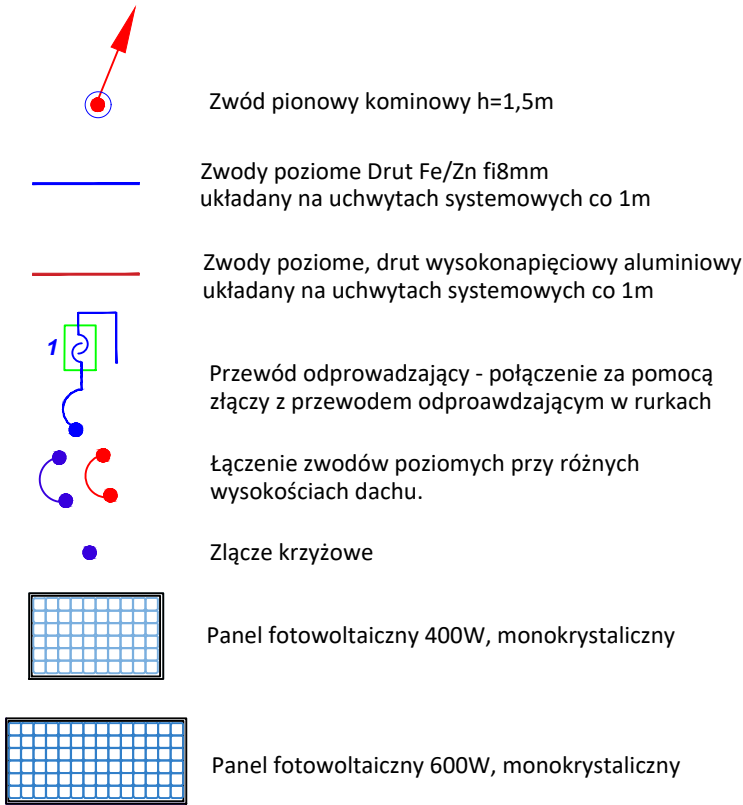 Zwód pionowy kominowy h=1,5m
Zwody poziome Drut Fe/Zn fi8mm
układany na uchwytach systemowych co 1m
Zwody poziome, drut wysokonapięciowy aluminiowy
układany na uchwytach systemowych co 1m
1
Przewód odprowadzający - połączenie za pomocą
złączy z przewodem odproawdzającym w rurkach
Łączenie zwodów poziomych przy różnych
wysokościach dachu.
Zlącze krzyżowe
Panel fotowoltaiczny 400W, monokrystaliczny
Panel fotowoltaiczny 600W, monokrystaliczny